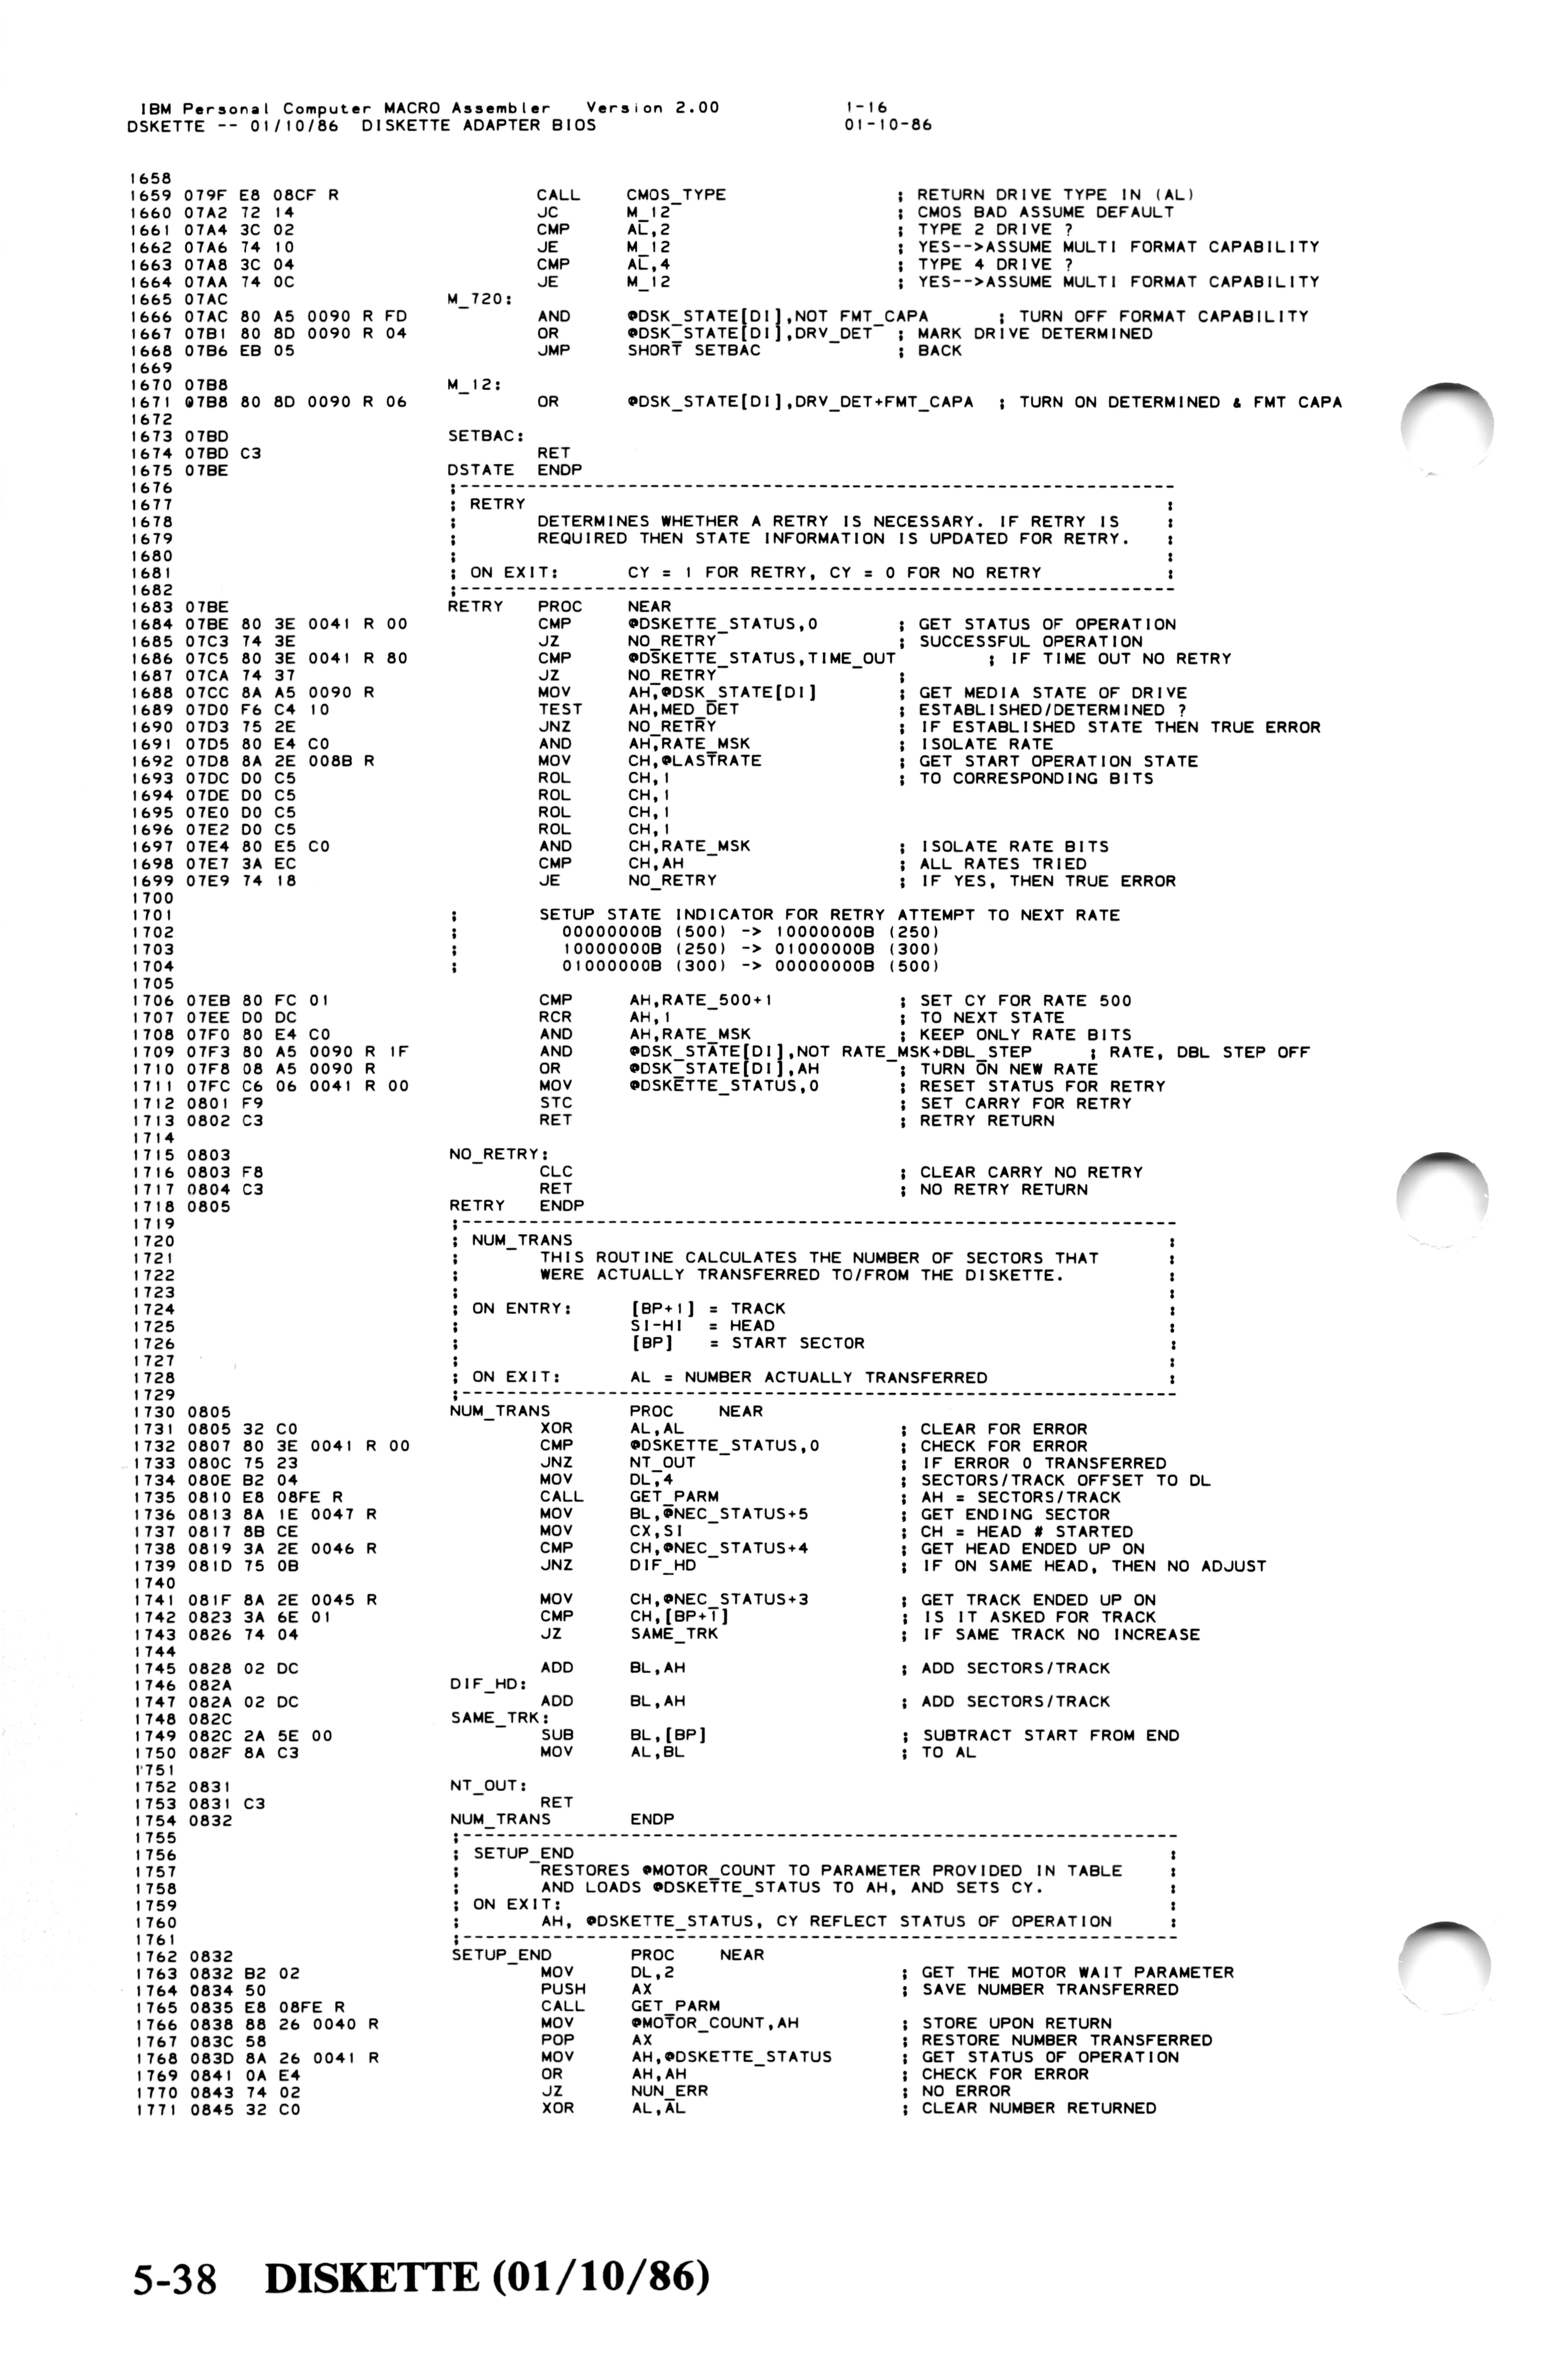 IBM Personal Computer MACRO Assembler   Version 2.00              1-16
DSKETTE -- 01/10/86  DISKETTE ADAPTER BIOS                        01-10-86
1658
1659 079F E8 08CF R                  CALL    CMOS_TYPE               ; RETURN DRIVE TYPE IN (AL)
1660 07A2 72 14                      JC      M_12                    ; CMOS BAD ASSUME DEFAULT
1661 07A4 3C 02                      CMP     AL,2                    ; TYPE 2 DRIVE ?
1662 07A6 74 10                      JE      M_12                    ; YES-->ASSUME MULTI FORMAT CAPABILITY
1663 07A8 3C 04                      CMP     AL,4                    ; TYPE 4 DRIVE ?
1664 07AA 74 0C                      JE      M_12                    ; YES-->ASSUME MULTI FORMAT CAPABILITY
1665 07AC                    M_720:
1666 07AC 80 A5 0090 R FD            AND     @DSK_STATE[DI],NOT FMT_CAPA      ; TURN OFF FORMAT CAPABILITY
1667 07B1 80 8D 0090 R 04            OR      @DSK_STATE[DI],DRV_DET  ; MARK DRIVE DETERMINED
1668 07B6 EB 05                      JMP     SHORT SETBAC            ; BACK
1669
1670 07B8                    M_12:
1671 07B8 80 8D 0090 R 06            OR      @DSK_STATE[DI],DRV_DET+FMT_CAPA  ; TURN ON DETERMINED & FMT CAPA
1672
1673 07BD                    SETBAC:
1674 07BD C3                         RET
1675 07BE                    DSTATE  ENDP
1676                         ;----------------------------------------------------------------
1677                         ; RETRY                                                         :
1678                         ;       DETERMINES WHETHER A RETRY IS NECESSARY. IF RETRY IS    :
1679                         ;       REQUIRED THEN STATE INFORMATION IS UPDATED FOR RETRY.   :
1680                         ;                                                               :
1681                         ; ON EXIT:      CY = 1 FOR RETRY, CY = 0 FOR NO RETRY           :
1682                         ;----------------------------------------------------------------
1683 07BE                    RETRY   PROC    NEAR
1684 07BE 80 3E 0041 R 00            CMP     @DSKETTE_STATUS,0       ; GET STATUS OF OPERATION
1685 07C3 74 3E                      JZ      NO_RETRY                ; SUCCESSFUL OPERATION
1686 07C5 80 3E 0041 R 80            CMP     @DSKETTE_STATUS,TIME_OUT        ; IF TIME OUT NO RETRY
1687 07CA 74 37                      JZ      NO_RETRY                ;
1688 07CC 8A A5 0090 R               MOV     AH,@DSK_STATE[DI]       ; GET MEDIA STATE OF DRIVE
1689 07D0 F6 C4 10                   TEST    AH,MED_DET              ; ESTABLISHED/DETERMINED ?
1690 07D3 75 2E                      JNZ     NO_RETRY                ; IF ESTABLISHED STATE THEN TRUE ERROR
1691 07D5 80 E4 C0                   AND     AH,RATE_MSK             ; ISOLATE RATE
1692 07D8 8A 2E 008B R               MOV     CH,@LASTRATE            ; GET START OPERATION STATE
1693 07DC D0 C5                      ROL     CH,1                    ; TO CORRESPONDING BITS
1694 07DE D0 C5                      ROL     CH,1
1695 07E0 D0 C5                      ROL     CH,1
1696 07E2 D0 C5                      ROL     CH,1
1697 07E4 80 E5 C0                   AND     CH,RATE_MSK             ; ISOLATE RATE BITS
1698 07E7 3A EC                      CMP     CH,AH                   ; ALL RATES TRIED
1699 07E9 74 18                      JE      NO_RETRY                ; IF YES, THEN TRUE ERROR
1700
1701                         ;       SETUP STATE INDICATOR FOR RETRY ATTEMPT TO NEXT RATE
1702                         ;         00000000B (500) -> 10000000B (250)
1703                         ;         10000000B (250) -> 01000000B (300)
1704                         ;         01000000B (300) -> 00000000B (500)
1705
1706 07EB 80 FC 01                   CMP     AH,RATE_500+1           ; SET CY FOR RATE 500
1707 07EE D0 DC                      RCR     AH,1                    ; TO NEXT STATE
1708 07F0 80 E4 C0                   AND     AH,RATE_MSK             ; KEEP ONLY RATE BITS
1709 07F3 80 A5 0090 R 1F            AND     @DSK_STATE[DI],NOT RATE_MSK+DBL_STEP     ; RATE, DBL STEP OFF
1710 07F8 08 A5 0090 R               OR      @DSK_STATE[DI],AH       ; TURN ON NEW RATE
1711 07FC C6 06 0041 R 00            MOV     @DSKETTE_STATUS,0       ; RESET STATUS FOR RETRY
1712 0801 F9                         STC                             ; SET CARRY FOR RETRY
1713 0802 C3                         RET                             ; RETRY RETURN
1714
1715 0803                    NO_RETRY:
1716 0803 F8                         CLC                             ; CLEAR CARRY NO RETRY
1717 0804 C3                         RET                             ; NO RETRY RETURN
1718 0805                    RETRY   ENDP
1719                         ;----------------------------------------------------------------
1720                         ; NUM_TRANS                                                     :
1721                         ;       THIS ROUTINE CALCULATES THE NUMBER OF SECTORS THAT      :
1722                         ;       WERE ACTUALLY TRANSFERRED TO/FROM THE DISKETTE.         :
1723                         ;                                                               :
1724                         ; ON ENTRY:     [BP+1] = TRACK                                  :
1725                         ;               SI-HI  = HEAD                                   :
1726                         ;               [BP]   = START SECTOR                           :
1727                         ;                                                               :
1728                         ; ON EXIT:      AL = NUMBER ACTUALLY TRANSFERRED                :
1729                         ;----------------------------------------------------------------
1730 0805                    NUM_TRANS       PROC    NEAR
1731 0805 32 C0                      XOR     AL,AL                   ; CLEAR FOR ERROR
1732 0807 80 3E 0041 R 00            CMP     @DSKETTE_STATUS,0       ; CHECK FOR ERROR
1733 080C 75 23                      JNZ     NT_OUT                  ; IF ERROR 0 TRANSFERRED
1734 080E B2 04                      MOV     DL,4                    ; SECTORS/TRACK OFFSET TO DL
1735 0810 E8 08FE R                  CALL    GET_PARM                ; AH = SECTORS/TRACK
1736 0813 8A 1E 0047 R               MOV     BL,@NEC_STATUS+5        ; GET ENDING SECTOR
1737 0817 8B CE                      MOV     CX,SI                   ; CH = HEAD # STARTED
1738 0819 3A 2E 0046 R               CMP     CH,@NEC_STATUS+4        ; GET HEAD ENDED UP ON
1739 081D 75 0B                      JNZ     DIF_HD                  ; IF ON SAME HEAD, THEN NO ADJUST
1740
1741 081F 8A 2E 0045 R               MOV     CH,@NEC_STATUS+3        ; GET TRACK ENDED UP ON
1742 0823 3A 6E 01                   CMP     CH,[BP+1]               ; IS IT ASKED FOR TRACK
1743 0826 74 04                      JZ      SAME_TRK                ; IF SAME TRACK NO INCREASE
1744
1745 0828 02 DC                      ADD     BL,AH                   ; ADD SECTORS/TRACK
1746 082A                    DIF_HD:
1747 082A 02 DC                      ADD     BL,AH                   ; ADD SECTORS/TRACK
1748 082C                    SAME_TRK:
1749 082C 2A 5E 00                   SUB     BL,[BP]                 ; SUBTRACT START FROM END
1750 082F 8A C3                      MOV     AL,BL                   ; TO AL
1751
1752 0831                    NT_OUT:
1753 0831 C3                         RET
1754 0832                    NUM_TRANS       ENDP
1755                         ;----------------------------------------------------------------
1756                         ; SETUP_END                                                     :
1757                         ;       RESTORES @MOTOR_COUNT TO PARAMETER PROVIDED IN TABLE    :
1758                         ;       AND LOADS @DSKETTE_STATUS TO AH, AND SETS CY.           :
1759                         ; ON EXIT:                                                      :
1760                         ;       AH, @DSKETTE_STATUS, CY REFLECT STATUS OF OPERATION     :
1761                         ;----------------------------------------------------------------
1762 0832                    SETUP_END       PROC    NEAR
1763 0832 B2 02                      MOV     DL,2                    ; GET THE MOTOR WAIT PARAMETER
1764 0834 50                         PUSH    AX                      ; SAVE NUMBER TRANSFERRED
1765 0835 E8 08FE R                  CALL    GET_PARM
1766 0838 88 26 0040 R               MOV     @MOTOR_COUNT,AH         ; STORE UPON RETURN
1767 083C 58                         POP     AX                      ; RESTORE NUMBER TRANSFERRED
1768 083D 8A 26 0041 R               MOV     AH,@DSKETTE_STATUS      ; GET STATUS OF OPERATION
1769 0841 0A E4                      OR      AH,AH                   ; CHECK FOR ERROR
1770 0843 74 02                      JZ      NUN_ERR                 ; NO ERROR
1771 0845 32 C0                      XOR     AL,AL                   ; CLEAR NUMBER RETURNED
5-38 DISKETTE (01/10/86)